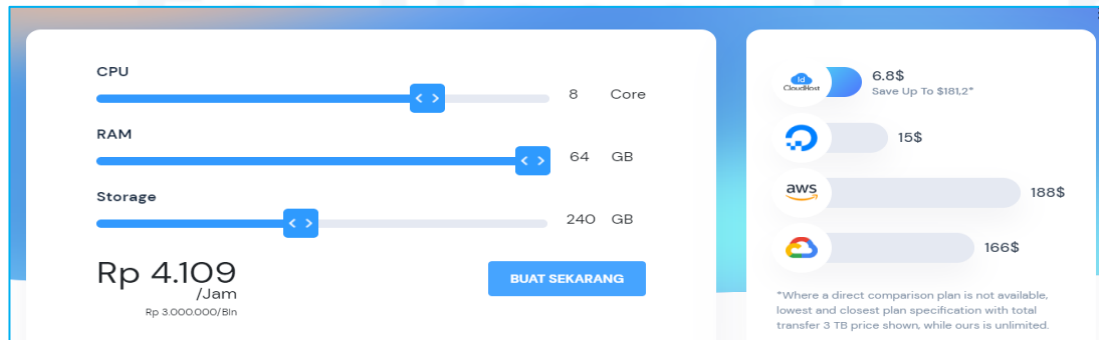 CPU
8 Core
RAM
64 GB
Storage
240 GB
Rp 4.109
/Jam
Rp 3.000.000/Bln
BUAT SEKARANG
Id
CloudHost
6.8$
Save Up To $181,2*
15$
aws
188$
166$
*Where a direct comparison plan is not available,
lowest and closest plan specification with total
transfer 3 TB price shown, while ours is unlimited.